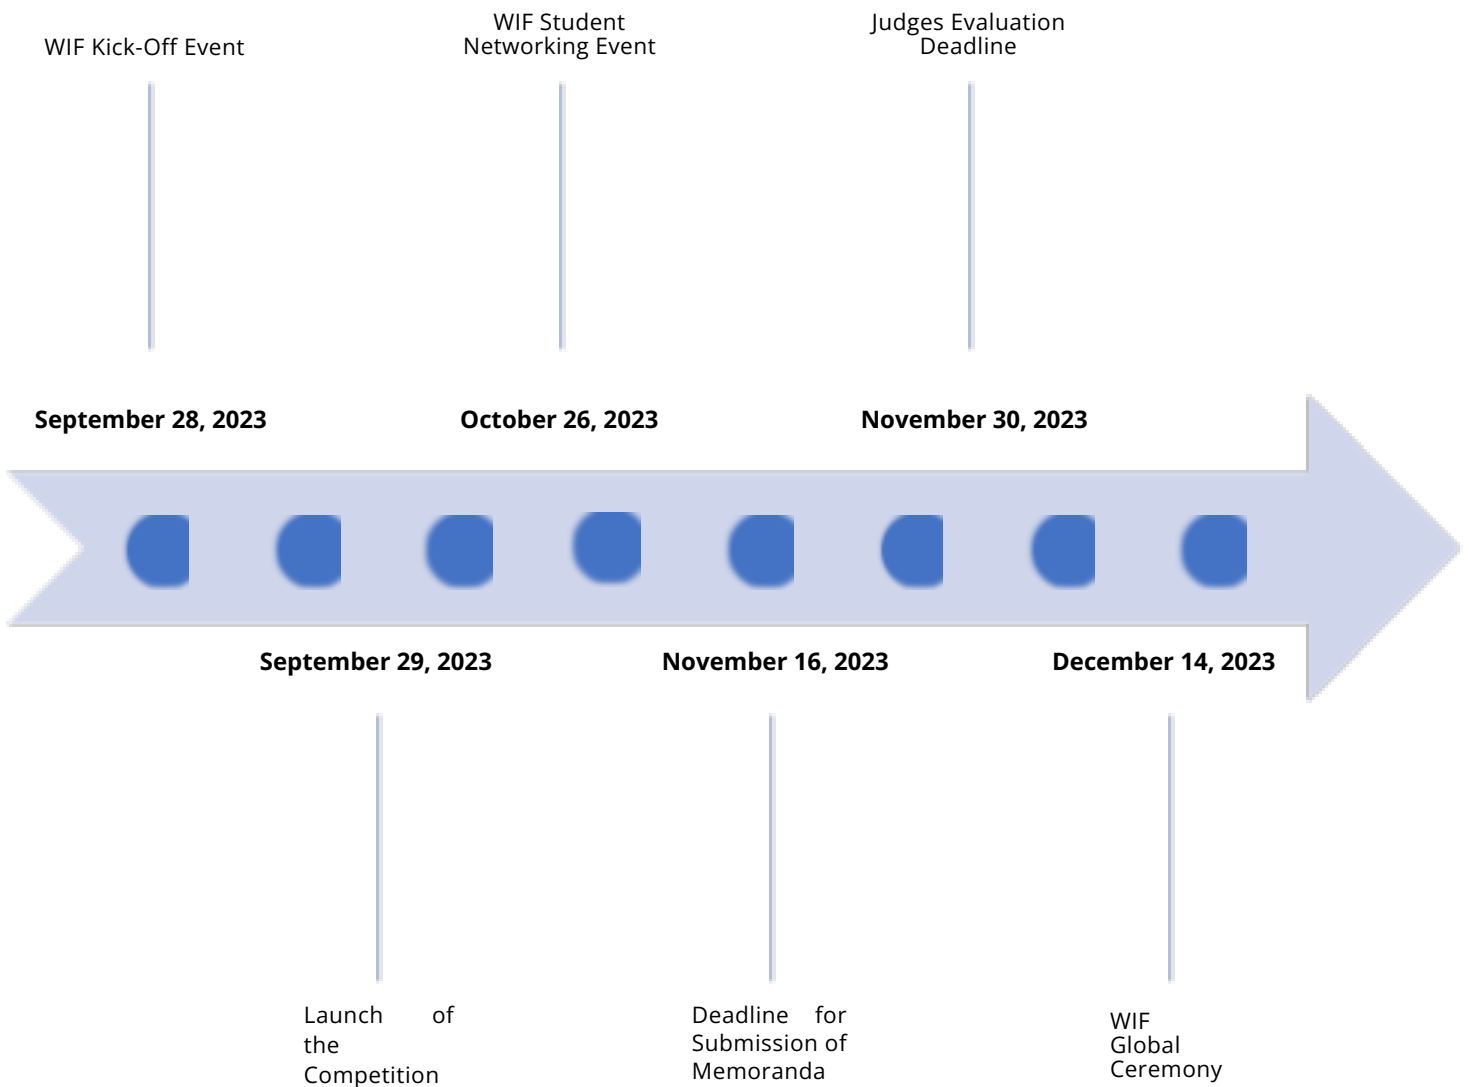 WIF Kick-Off Event
WIF Student
Networking Event
Judges Evaluation
Deadline
September 28, 2023
October 26, 2023
November 30, 2023
September 29, 2023
November 16, 2023
December 14, 2023
Launch of
the
Competition
Deadline for
Submission of
Memoranda
WIF
Global
Ceremony